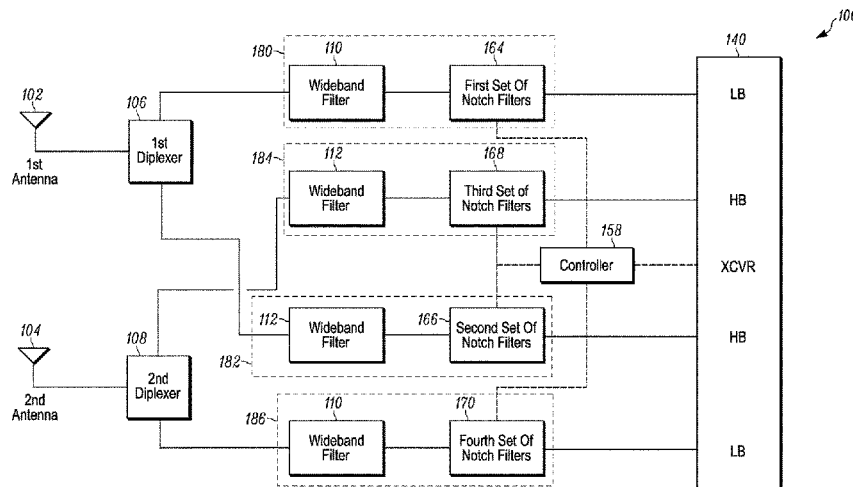 100
180
110
Wideband
Filter
164
First Set Of
Notch Filters
140
LB
102
1st
Antenna
106
1st
Diplexer
184
112
Wideband
Filter
168
Third Set Of
Notch Filters
HB
158
Controller
XCVR
104
2nd
Antenna
108
2nd
Diplexer
112
Wideband
Filter
182
166
Second Set Of
Notch Filters
HB
186
110
Wideband
Filter
170
Fourth Set Of
Notch Filters
LB